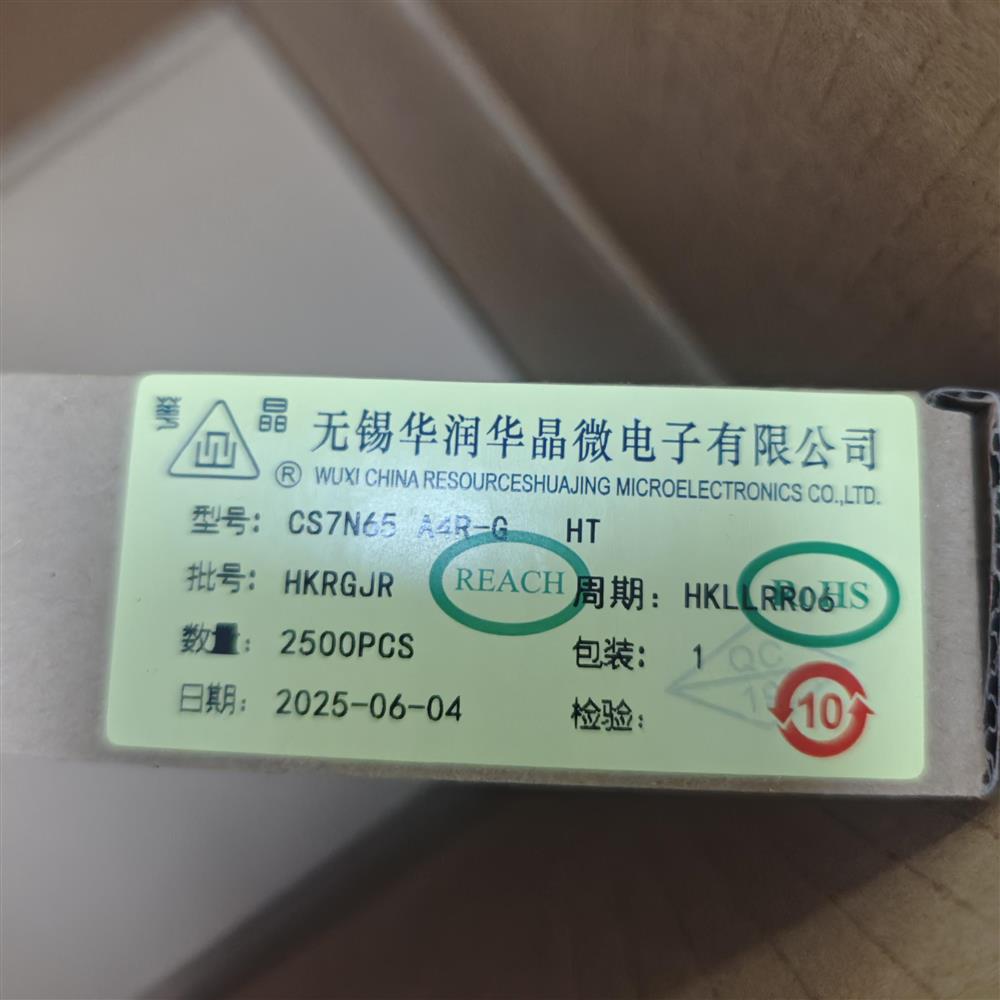 華 晶
无锡华润华晶微电子有限公司
® WUXI CHINA RESOURCESHUAJING MICROELECTRONICS CO.,LTD.
型号: CS7N65 A4R-G HT
批号: HKRGJR REACH 周期: HKLLRR06 RoHS
数量: 2500PCS 包装: 1 QC
日期: 2025-06-04 检验: 10